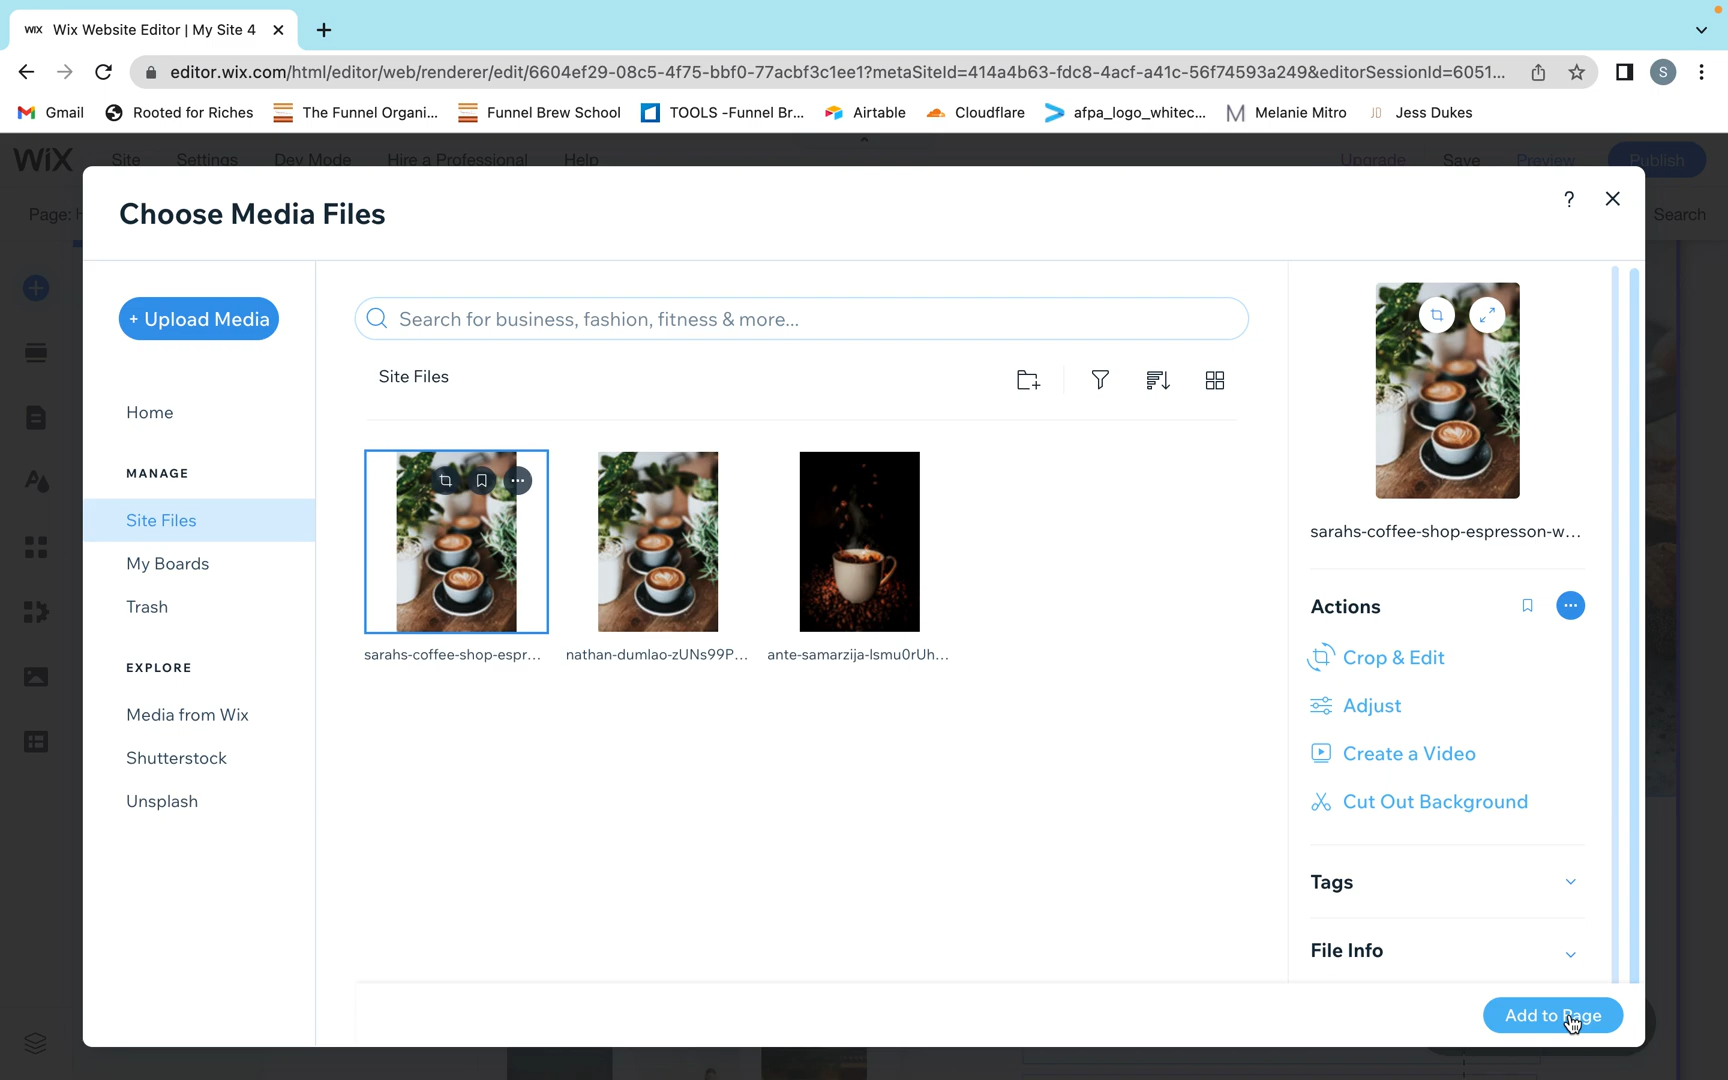 WiX Wix Website Editor | My Site 4
editor.wix.com/html/editor/web/renderer/edit/6604ef29-08c5-4f75-bbf0-77acbf3c1ee1?metaSiteId=414a4b63-fdc8-4acf-a41c-56f74593a249&editorSessionId=6051... S
Gmail Rooted for Riches The Funnel Organi... Funnel Brew School TOOLS -Funnel Br... Airtable Cloudflare afpa_logo_whitec... M Melanie Mitro JD Jess Dukes
WiX Site Settings Dev Mode Hire a Professional Help Upgrade Save Preview Publish
Page: H Search
Choose Media Files ?
+ Upload Media
Search for business, fashion, fitness & more...
Site Files
Home
MANAGE
Site Files
My Boards
Trash
EXPLORE
Media from Wix
Shutterstock
Unsplash
sarahs-coffee-shop-espr... nathan-dumlao-zUNs99P... ante-samarzija-lsmu0rUh...
sarahs-coffee-shop-espresson-w...
Actions
Crop & Edit
Adjust
Create a Video
Cut Out Background
Tags
File Info
Add to Page